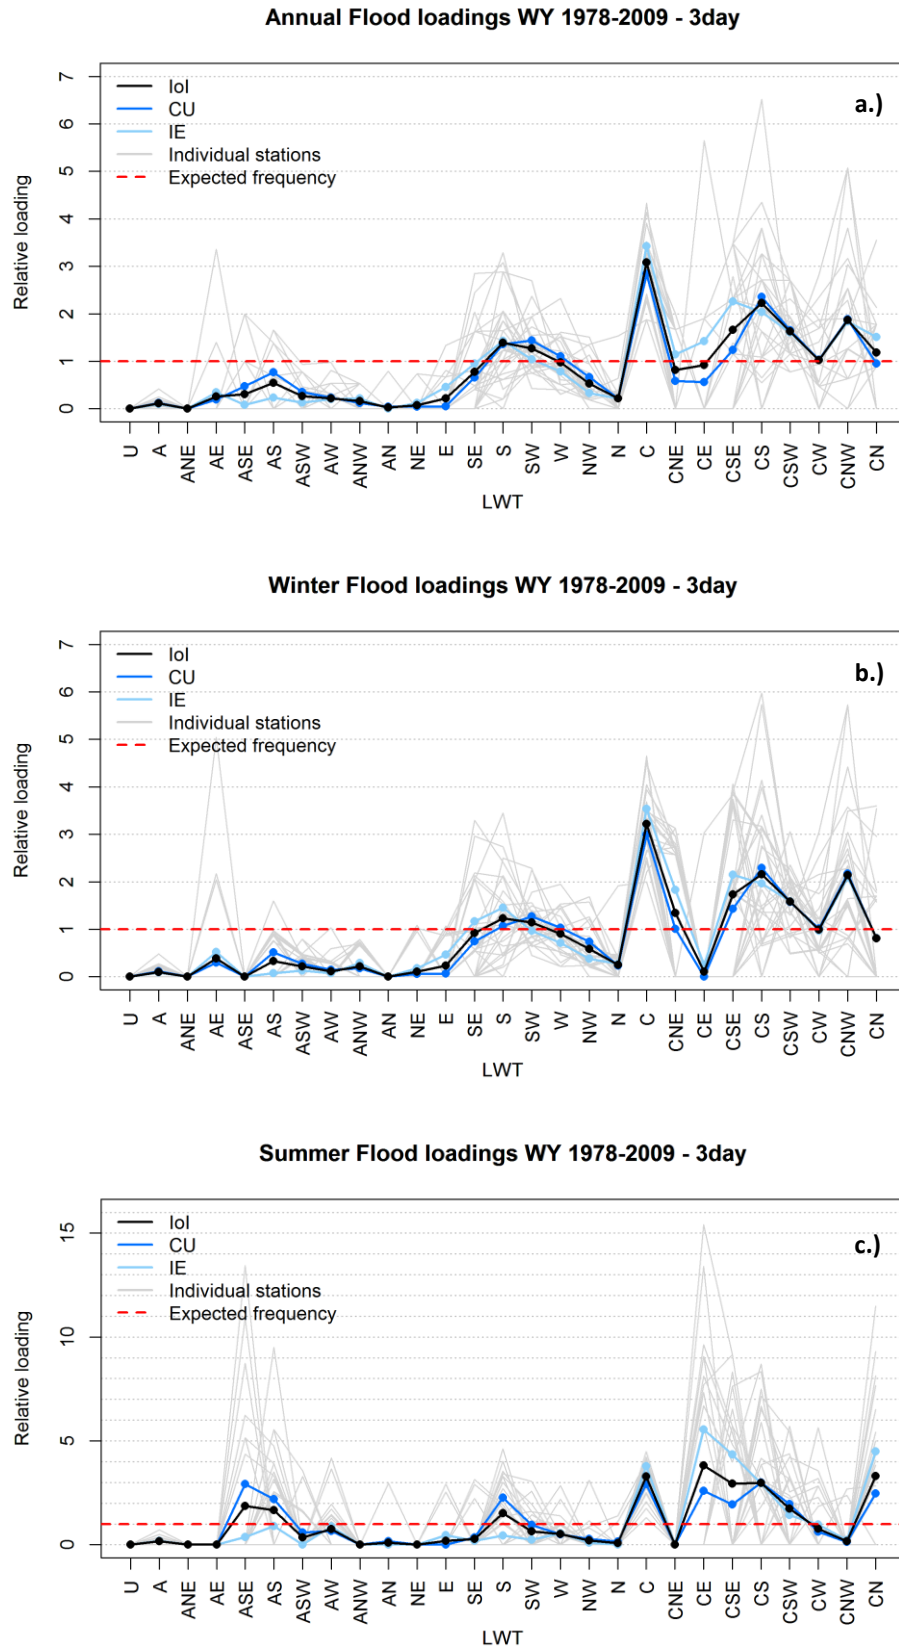 Annual Flood loadings WY 1978-2009 - 3day
a.)
IoI
CU
IE
Individual stations
Expected frequency
Relative loading
7
6
5
4
3
2
1
0
U A ANE AE ASE AS ASW AW ANW AN NE E SE S SW W NW N C CNE CE CSE CS CSW CW CNW CN
LWT
Winter Flood loadings WY 1978-2009 - 3day
b.)
IoI
CU
IE
Individual stations
Expected frequency
Relative loading
7
6
5
4
3
2
1
0
U A ANE AE ASE AS ASW AW ANW AN NE E SE S SW W NW N C CNE CE CSE CS CSW CW CNW CN
LWT
Summer Flood loadings WY 1978-2009 - 3day
c.)
IoI
CU
IE
Individual stations
Expected frequency
Relative loading
15
10
5
0
U A ANE AE ASE AS ASW AW ANW AN NE E SE S SW W NW N C CNE CE CSE CS CSW CW CNW CN
LWT